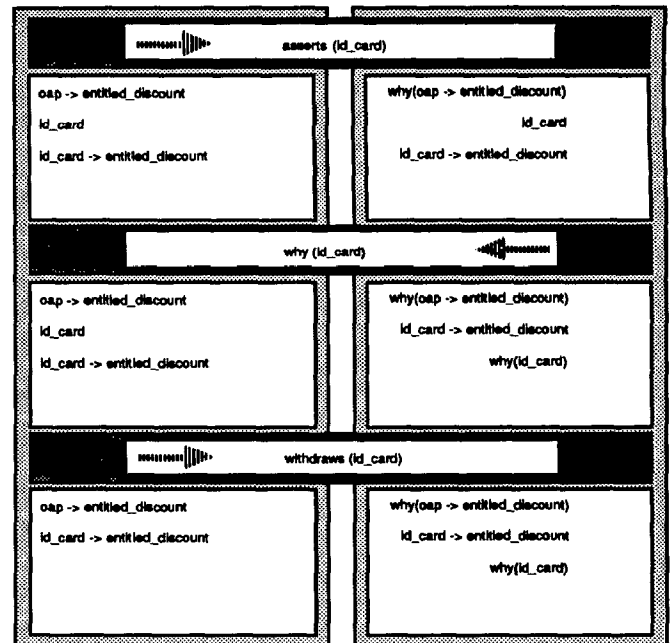 asserts (id_card)
oap -> entitled_discount
id_card
id_card -> entitled_discount
why(oap -> entitled_discount)
id_card
id_card -> entitled_discount
why (id_card)
oap -> entitled_discount
id_card
id_card -> entitled_discount
why(oap -> entitled_discount)
id_card -> entitled_discount
why(id_card)
withdraws (id_card)
oap -> entitled_discount
id_card -> entitled_discount
why(oap -> entitled_discount)
id_card -> entitled_discount
why(id_card)